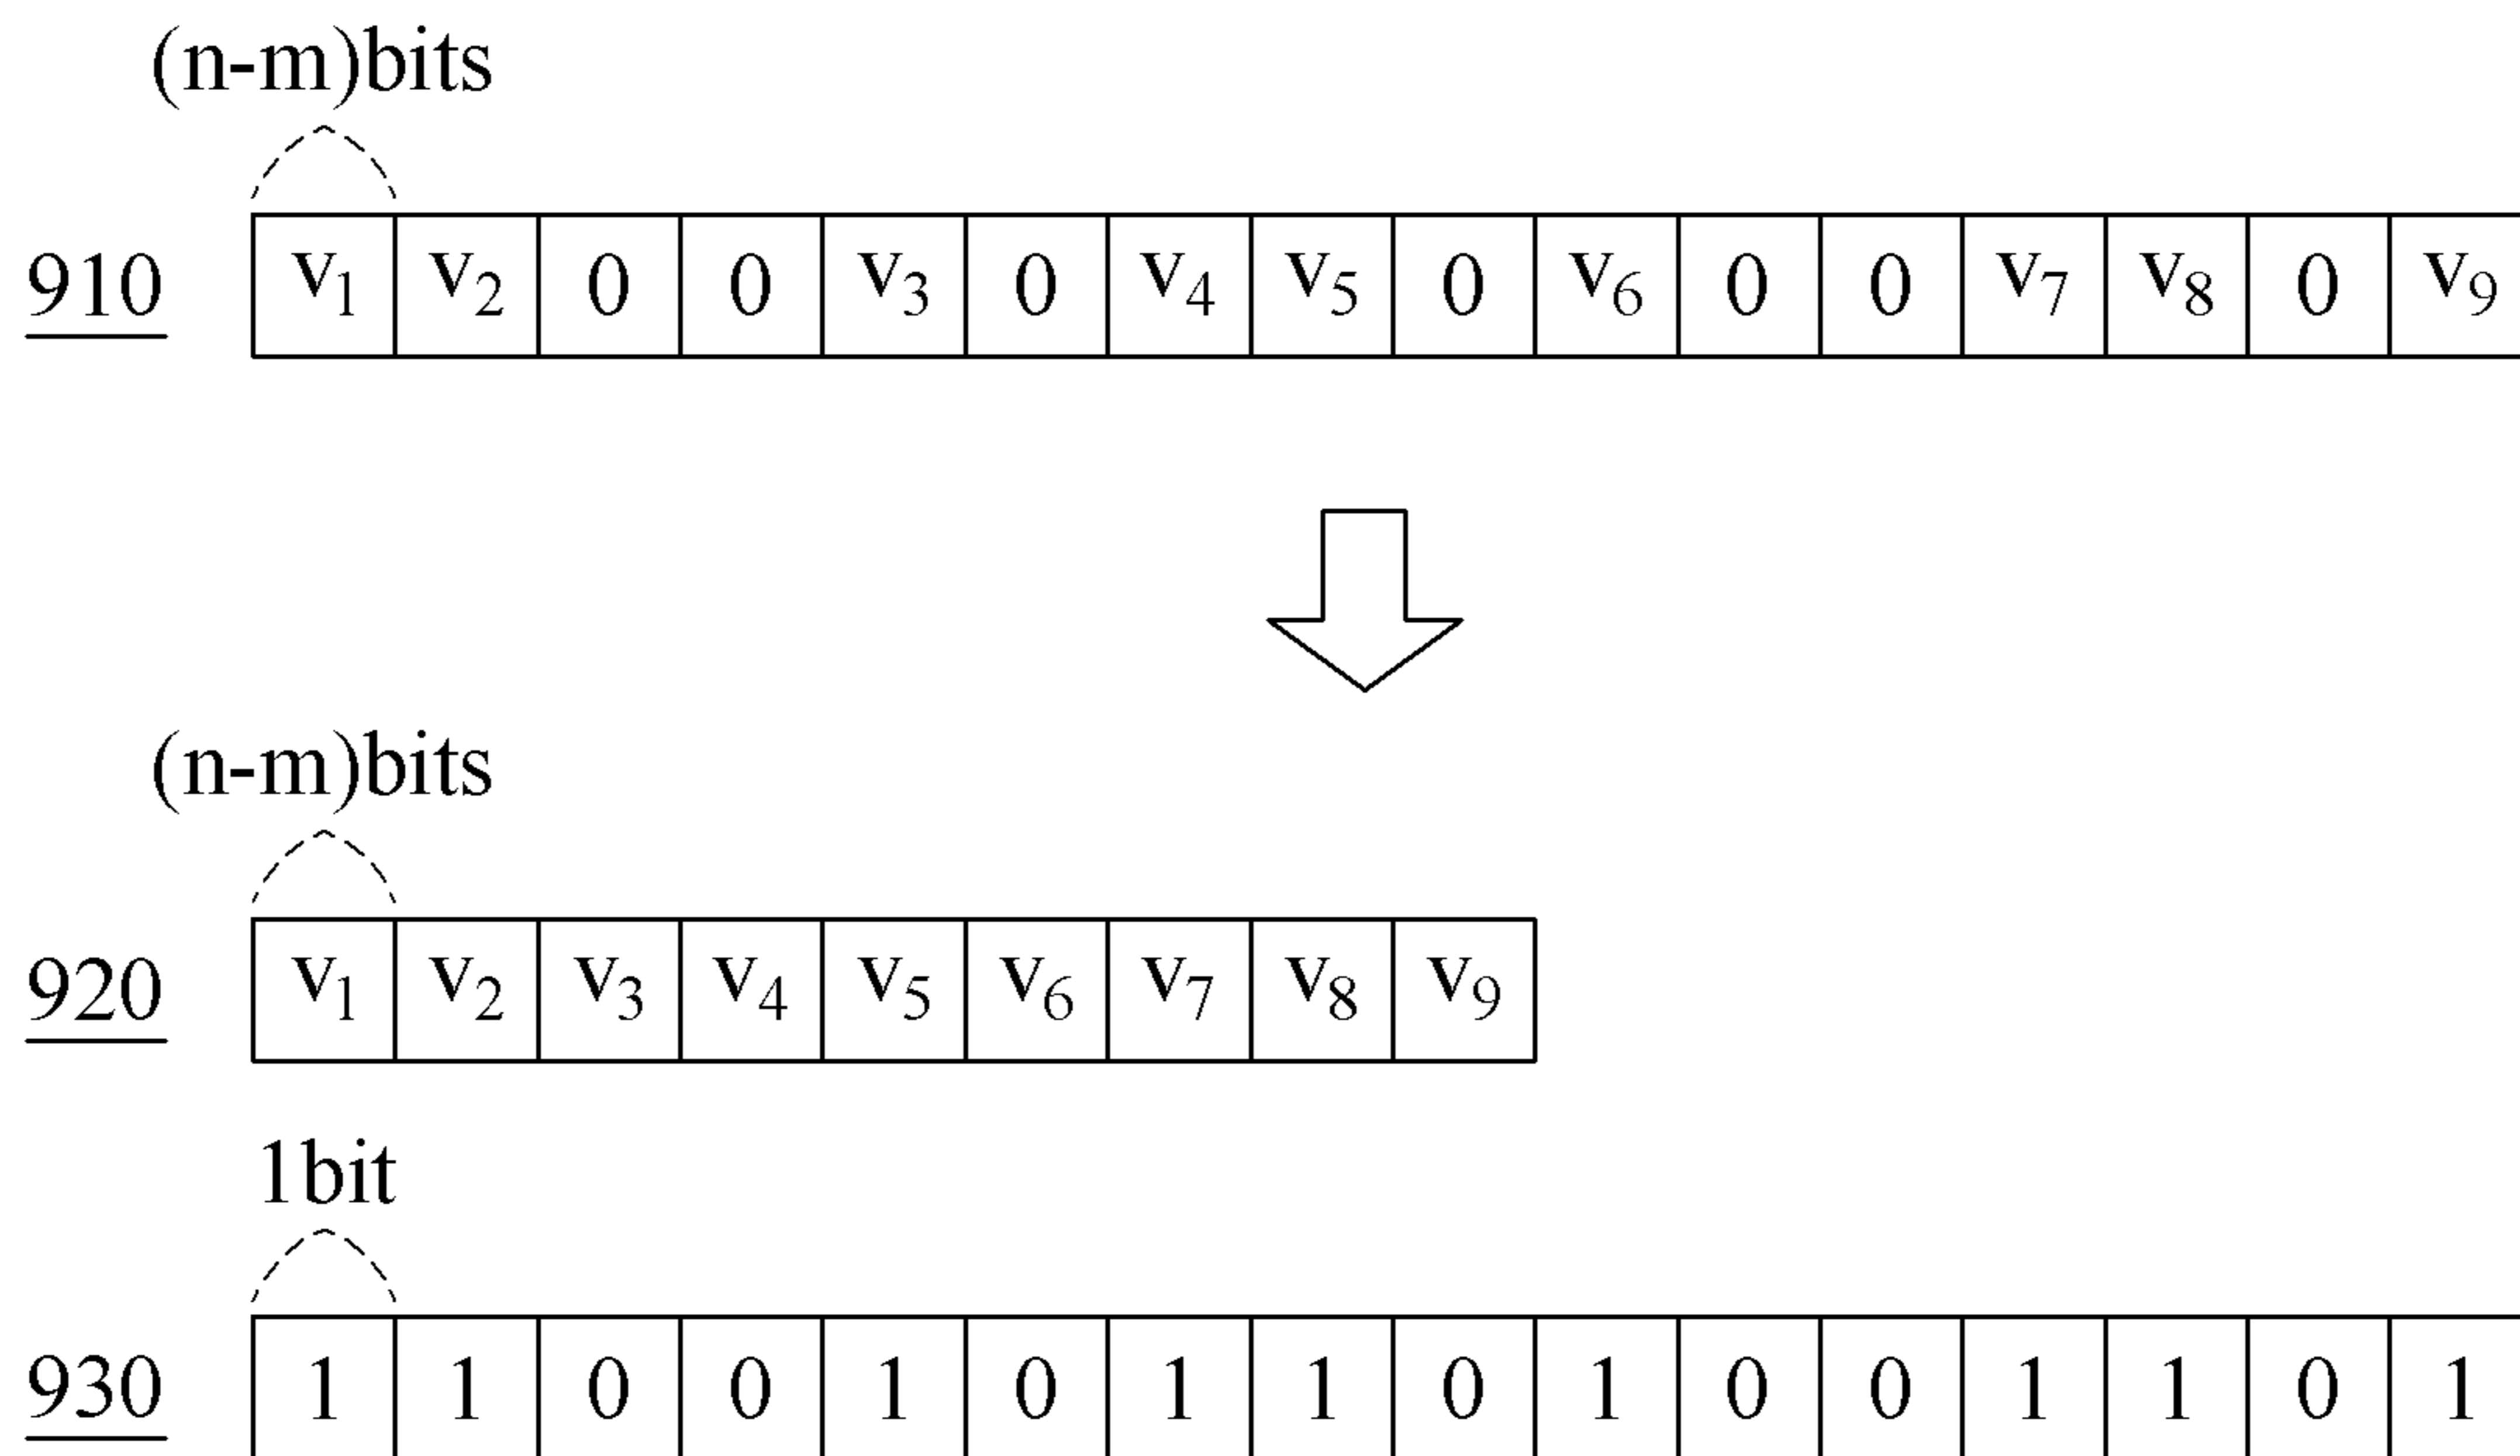 (n-m)bits
910 v₁ v₂ 0 0 v₃ 0 v₄ v₅ 0 v₆ 0 0 v₇ v₈ 0 v₉
(n-m)bits
920 v₁ v₂ v₃ v₄ v₅ v₆ v₇ v₈ v₉
1bit
930 1 1 0 0 1 0 1 1 0 1 0 0 1 1 0 1